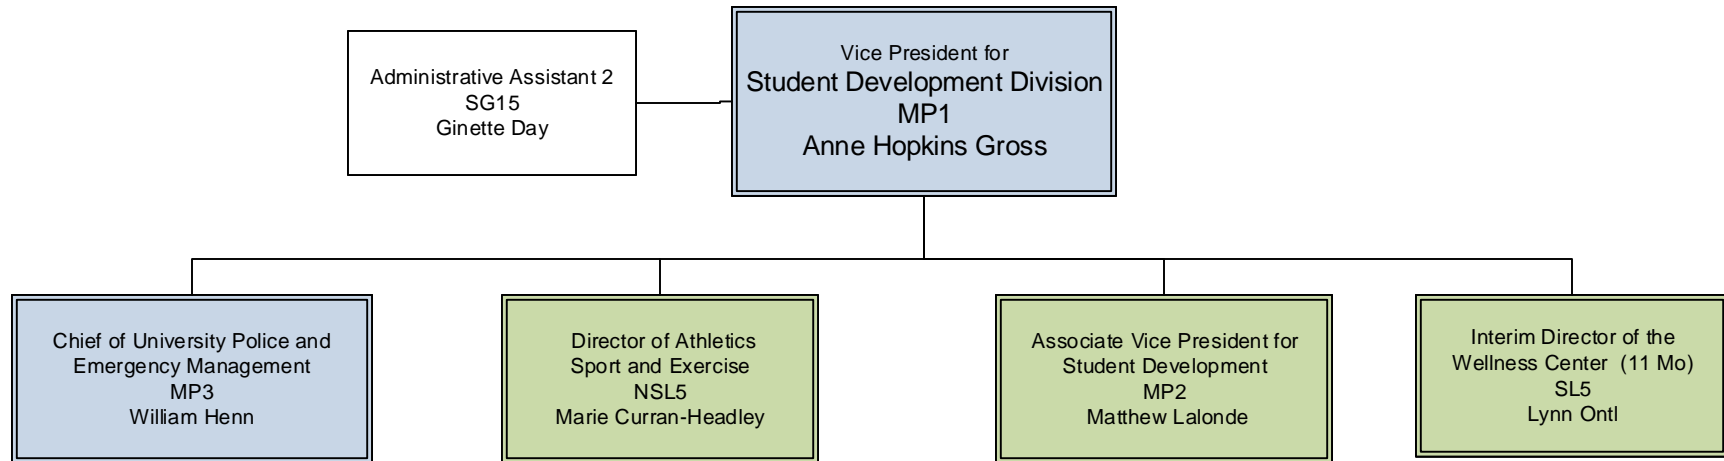 Administrative Assistant 2
SG15
Ginette Day
Vice President for
Student Development Division
MP1
Anne Hopkins Gross
Chief of University Police and
Emergency Management
MP3
William Henn
Director of Athletics
Sport and Exercise
NSL5
Marie Curran-Headley
Associate Vice President for
Student Development
MP2
Matthew Lalonde
Interim Director of the
Wellness Center (11 Mo)
SL5
Lynn Ontl